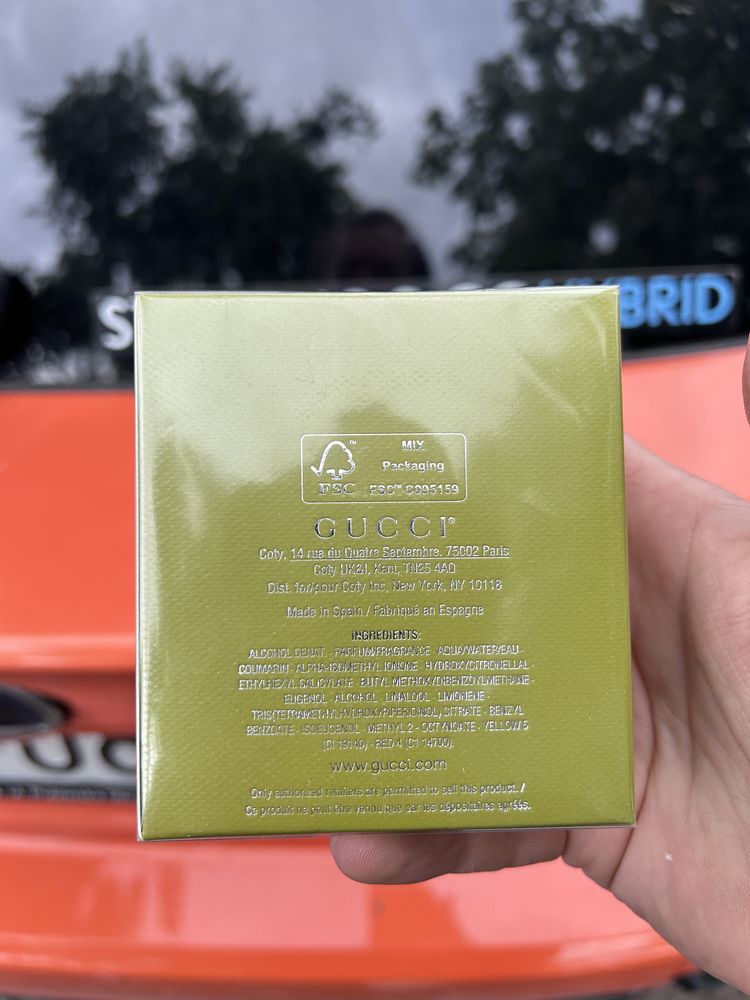 BRID
MIX
Packaging
FSC™ FSC™ C095159
GUCCI®
Coty, 14 rue du Quatre Septembre, 75002 Paris
Coty UK&I, Kent, TN25 4AQ
Dist. for/pour Coty Inc, New York, NY 10118
Made in Spain / Fabriqué en Espagne
INGREDIENTS:
ALCOHOL DENAT. · PARFUM/FRAGRANCE · AQUA/WATER/EAU ·
COUMARIN · ALPHA-ISOMETHYL IONONE · HYDROXYCITRONELLAL ·
ETHYLHEXYL SALICYLATE · BUTYL METHOXYDIBENZOYLMETHANE ·
EUGENOL · ALCOHOL · LINALOOL · LIMONENE ·
TRIS(TETRAMETHYLHYDROXYPIPERIDINOL) CITRATE · BENZYL
BENZOATE · ISOEUGENOL · METHYL 2-OCTYNOATE · YELLOW 5
(CI 19140) · RED 4 (CI 14700).
www.gucci.com
Only authorized retailers are permitted to sell this product. /
Ce produit ne peut être vendu que par les dépositaires agréés.